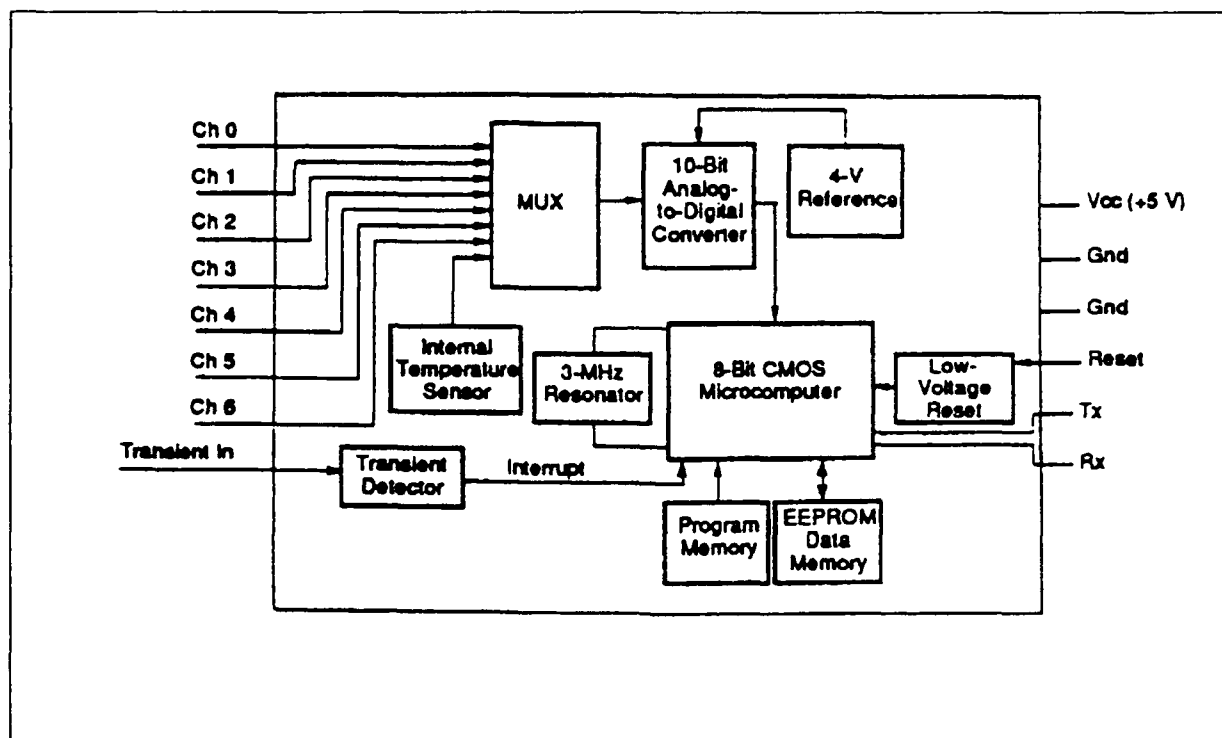 Ch 0
Ch 1
Ch 2
Ch 3
Ch 4
Ch 5
Ch 6
Transient In
MUX
10-Bit
Analog-
to-Digital
Converter
4-V
Reference
Internal
Temperature
Sensor
3-MHz
Resonator
8-Bit CMOS
Microcomputer
Low-
Voltage
Reset
Transient
Detector
Interrupt
Program
Memory
EEPROM
Data
Memory
Vcc (+5 V)
Gnd
Gnd
Reset
Tx
Rx